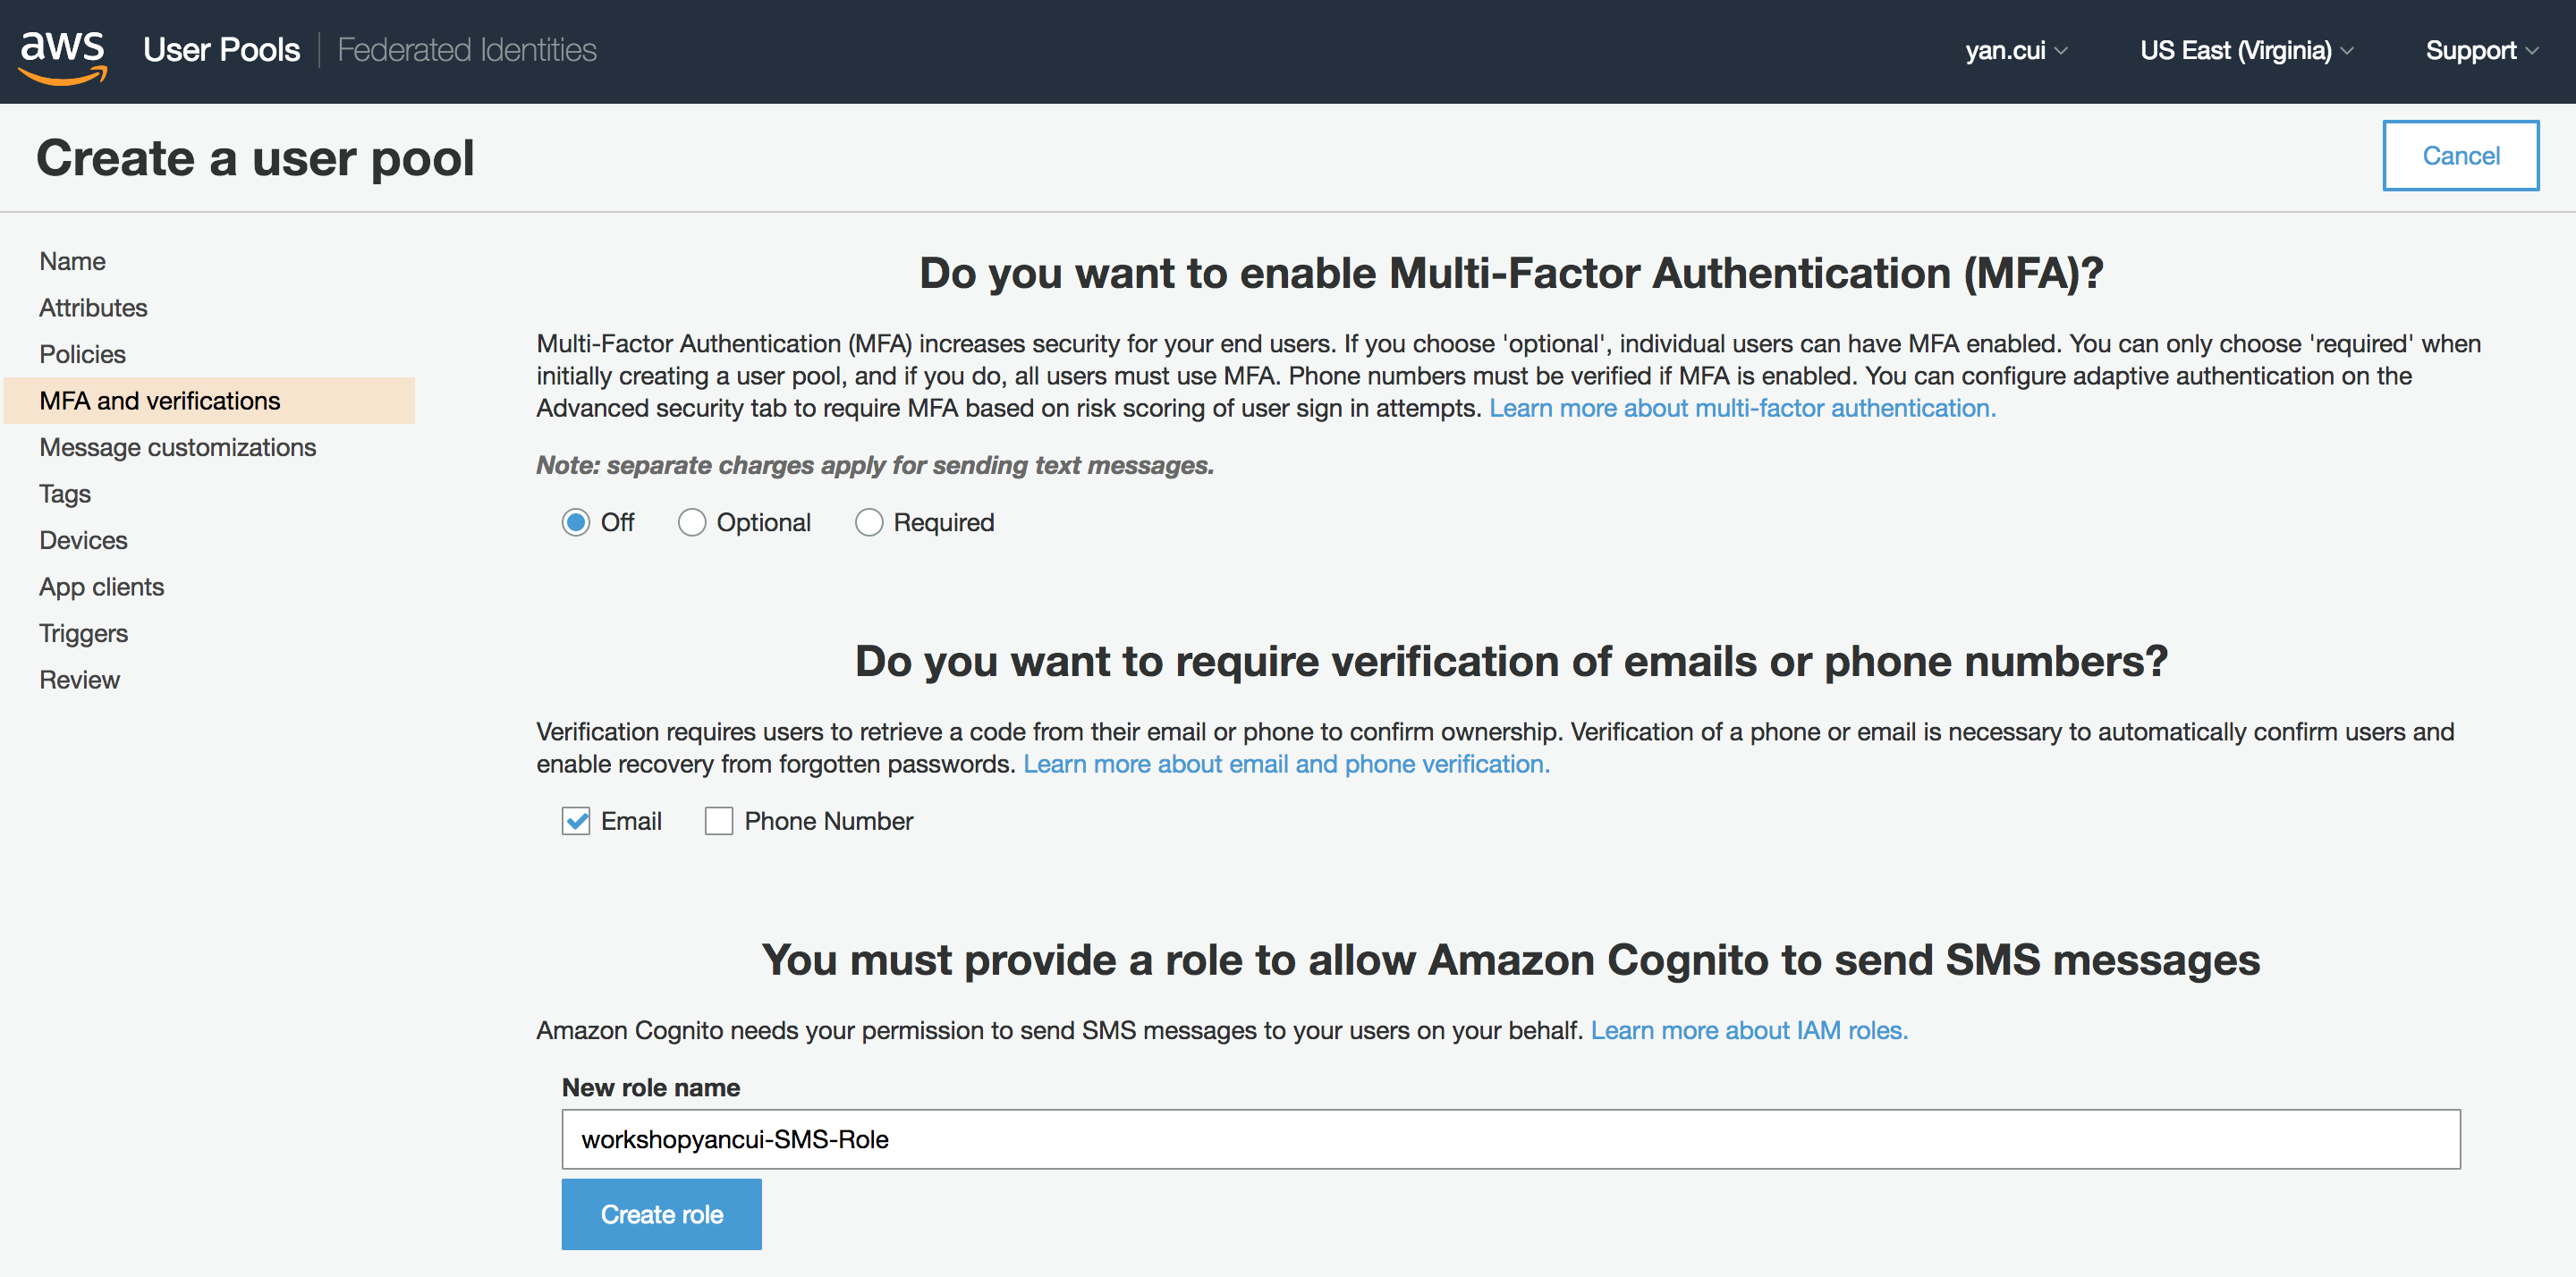 aws
User Pools
Federated Identities
yan.cui
US East (Virginia)
Support
Create a user pool
Cancel
Name
Attributes
Policies
MFA and verifications
Message customizations
Tags
Devices
App clients
Triggers
Review
Do you want to enable Multi-Factor Authentication (MFA)?
Multi-Factor Authentication (MFA) increases security for your end users. If you choose 'optional', individual users can have MFA enabled. You can only choose 'required' when
initially creating a user pool, and if you do, all users must use MFA. Phone numbers must be verified if MFA is enabled. You can configure adaptive authentication on the
Advanced security tab to require MFA based on risk scoring of user sign in attempts. Learn more about multi-factor authentication.
Note: separate charges apply for sending text messages.
Off
Optional
Required
Do you want to require verification of emails or phone numbers?
Verification requires users to retrieve a code from their email or phone to confirm ownership. Verification of a phone or email is necessary to automatically confirm users and
enable recovery from forgotten passwords. Learn more about email and phone verification.
Email
Phone Number
You must provide a role to allow Amazon Cognito to send SMS messages
Amazon Cognito needs your permission to send SMS messages to your users on your behalf. Learn more about IAM roles.
New role name
workshopyancui-SMS-Role
Create role